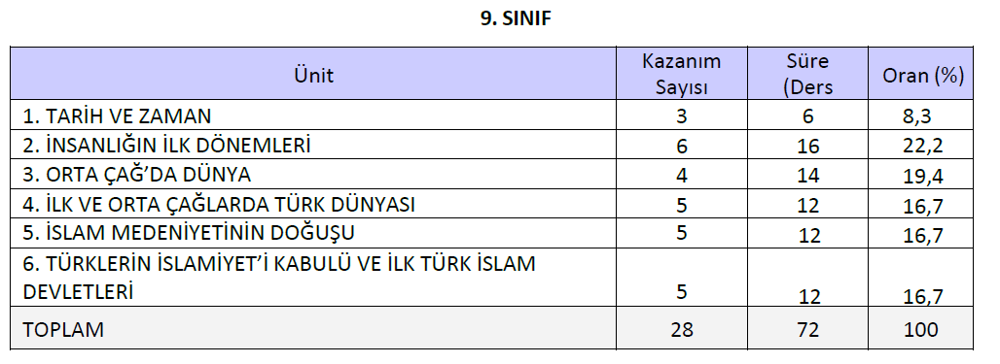 9. SINIF
Ünit Kazanım Sayısı Süre (Ders Oran (%)
1. TARİH VE ZAMAN 3 6 8,3
2. İNSANLIĞIN İLK DÖNEMLERİ 6 16 22,2
3. ORTA ÇAĞ’DA DÜNYA 4 14 19,4
4. İLK VE ORTA ÇAĞLARDA TÜRK DÜNYASI 5 12 16,7
5. İSLAM MEDENİYETİNİN DOĞUŞU 5 12 16,7
6. TÜRKLERİN İSLAMİYET’İ KABULÜ VE İLK TÜRK İSLAM
DEVLETLERİ 5 12 16,7
TOPLAM 28 72 100